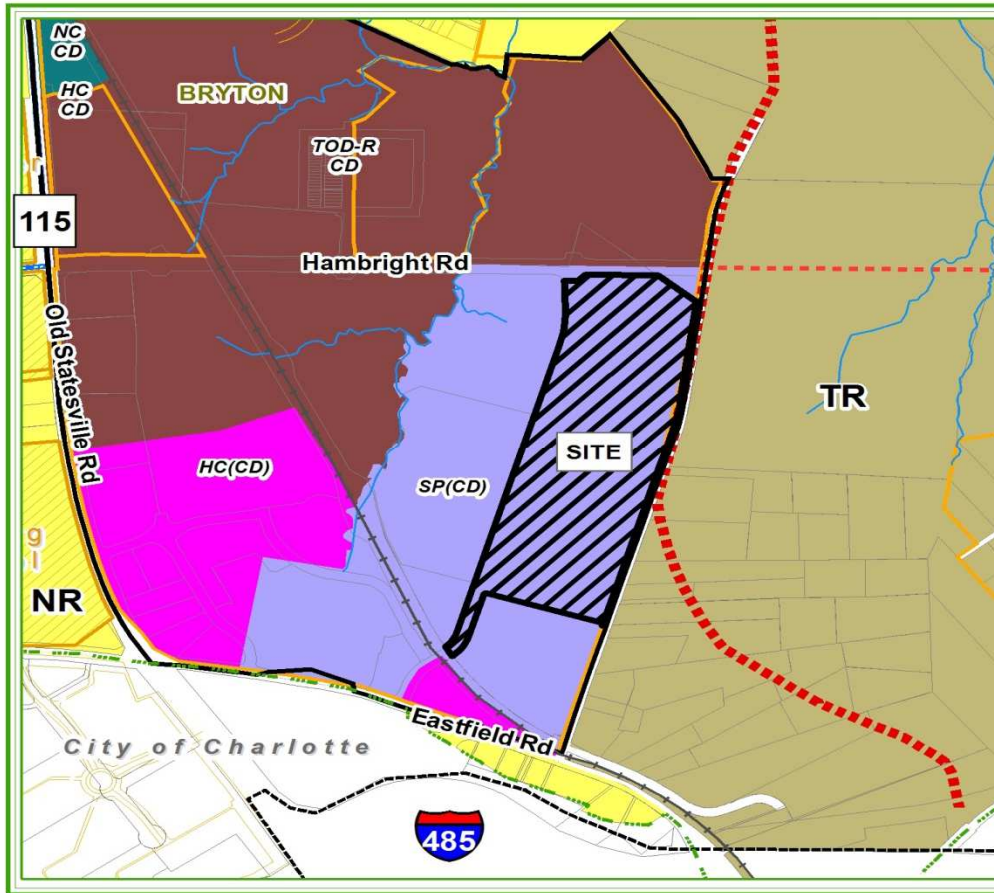 NC
CD
HC
CD
BRYTON
TOD-R
CD
115
Hambright Rd
Old Statesville Rd
TR
SITE
HC(CD)
SP(CD)
g
l
NR
Eastfield Rd
City of Charlotte
485